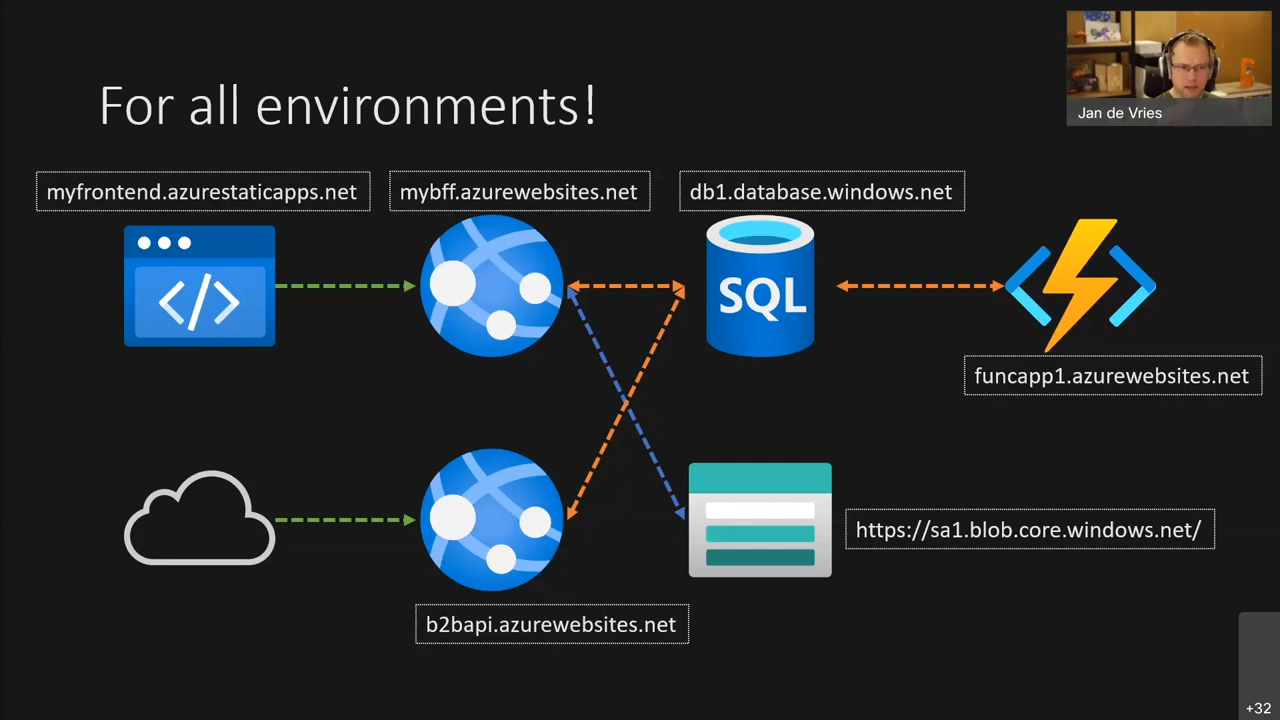 For all environments!
Jan de Vries
myfrontend.azurestaticapps.net
mybff.azurewebsites.net
db1.database.windows.net
SQL
funcapp1.azurewebsites.net
https://sa1.blob.core.windows.net/
b2bapi.azurewebsites.net
+32